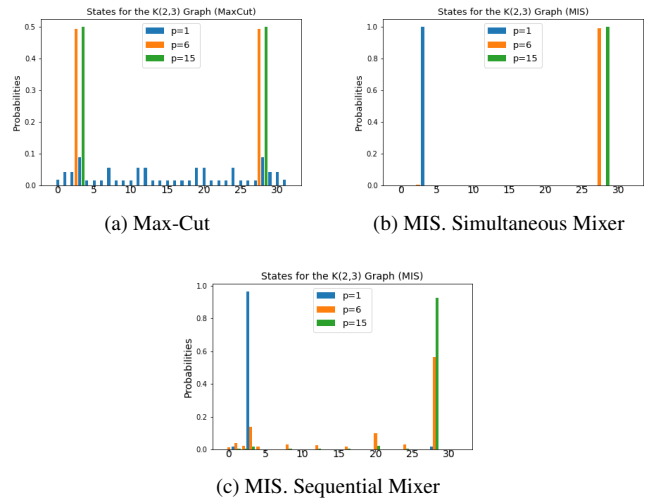 States for the K(2,3) Graph (MaxCut)
0.5
0.4
0.3
0.2
0.1
0.0
Probabilities
p=1
p=6
p=15
0 5 10 15 20 25 30
(a) Max-Cut
States for the K(2,3) Graph (MIS)
1.0
0.8
0.6
0.4
0.2
0.0
Probabilities
p=1
p=6
p=15
0 5 10 15 20 25 30
(b) MIS. Simultaneous Mixer
States for the K(2,3) Graph (MIS)
1.0
0.8
0.6
0.4
0.2
0.0
Probabilities
p=1
p=6
p=15
0 5 10 15 20 25 30
(c) MIS. Sequential Mixer